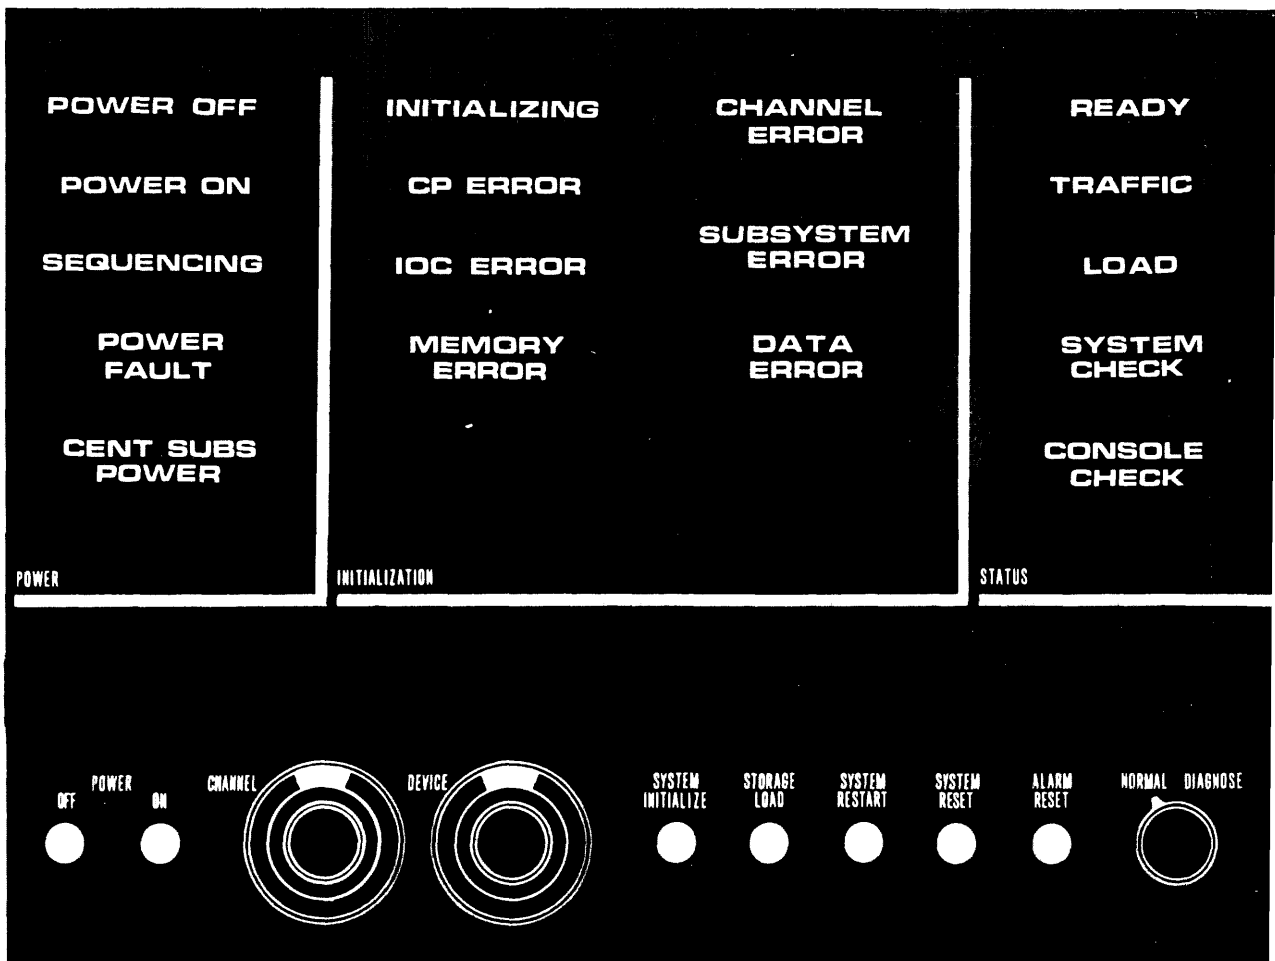 POWER OFF
POWER ON
SEQUENCING
POWER
FAULT
CENT SUBS
POWER
POWER
INITIALIZING
CP ERROR
IOC ERROR
MEMORY
ERROR
CHANNEL
ERROR
SUBSYSTEM
ERROR
DATA
ERROR
INITIALIZATION
READY
TRAFFIC
LOAD
SYSTEM
CHECK
CONSOLE
CHECK
STATUS
POWER
OFF
ON
CHANNEL
DEVICE
SYSTEM
INITIALIZE
STORAGE
LOAD
SYSTEM
RESTART
SYSTEM
RESET
ALARM
RESET
NORMAL
DIAGNOSE